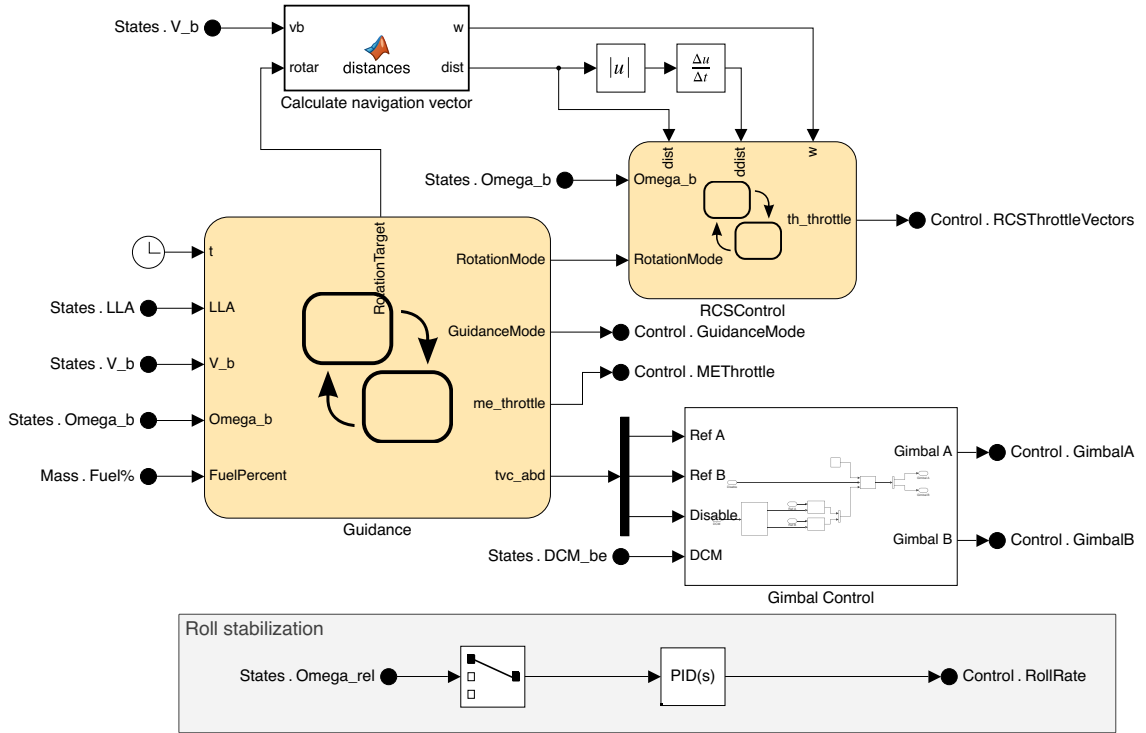 States . V_b
vb
w
rotar
distances
dist
Calculate navigation vector
|u|
Δu
Δt
dist
ddist
w
States . Omega_b
Omega_b
th_throttle
Control . RCSThrottleVectors
RotationMode
RCSControl
RotationTarget
t
RotationMode
States . LLA
LLA
GuidanceMode
Control . GuidanceMode
States . V_b
V_b
me_throttle
Control . METhrottle
States . Omega_b
Omega_b
Mass . Fuel%
FuelPercent
tvc_abd
Guidance
Ref A
Ref B
Disable
States . DCM_be
DCM
Gimbal A
Control . GimbalA
Gimbal B
Control . GimbalB
Gimbal Control
Roll stabilization
States . Omega_rel
PID(s)
Control . RollRate